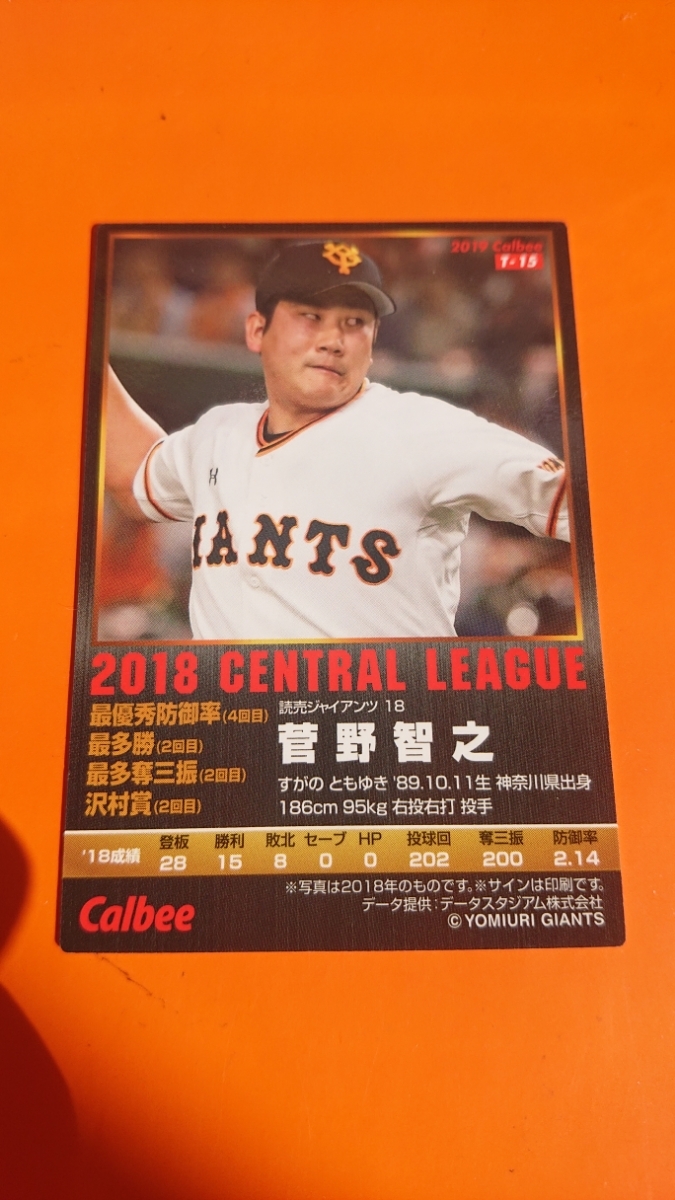 2019 Calbee
T-15
GIANTS
2018 CENTRAL LEAGUE
最優秀防御率(4回目)
最多勝(2回目)
最多奪三振(2回目)
沢村賞(2回目)
読売ジャイアンツ 18
菅野智之
すがの ともゆき '89.10.11生 神奈川県出身
186cm 95kg 右投右打 投手
'18成績 登板 勝利 敗北 セーブ HP 投球回 奪三振 防御率
28 15 8 0 0 202 200 2.14
※写真は2018年のものです。※サインは印刷です。
データ提供:データスタジアム株式会社
Calbee
©YOMIURI GIANTS